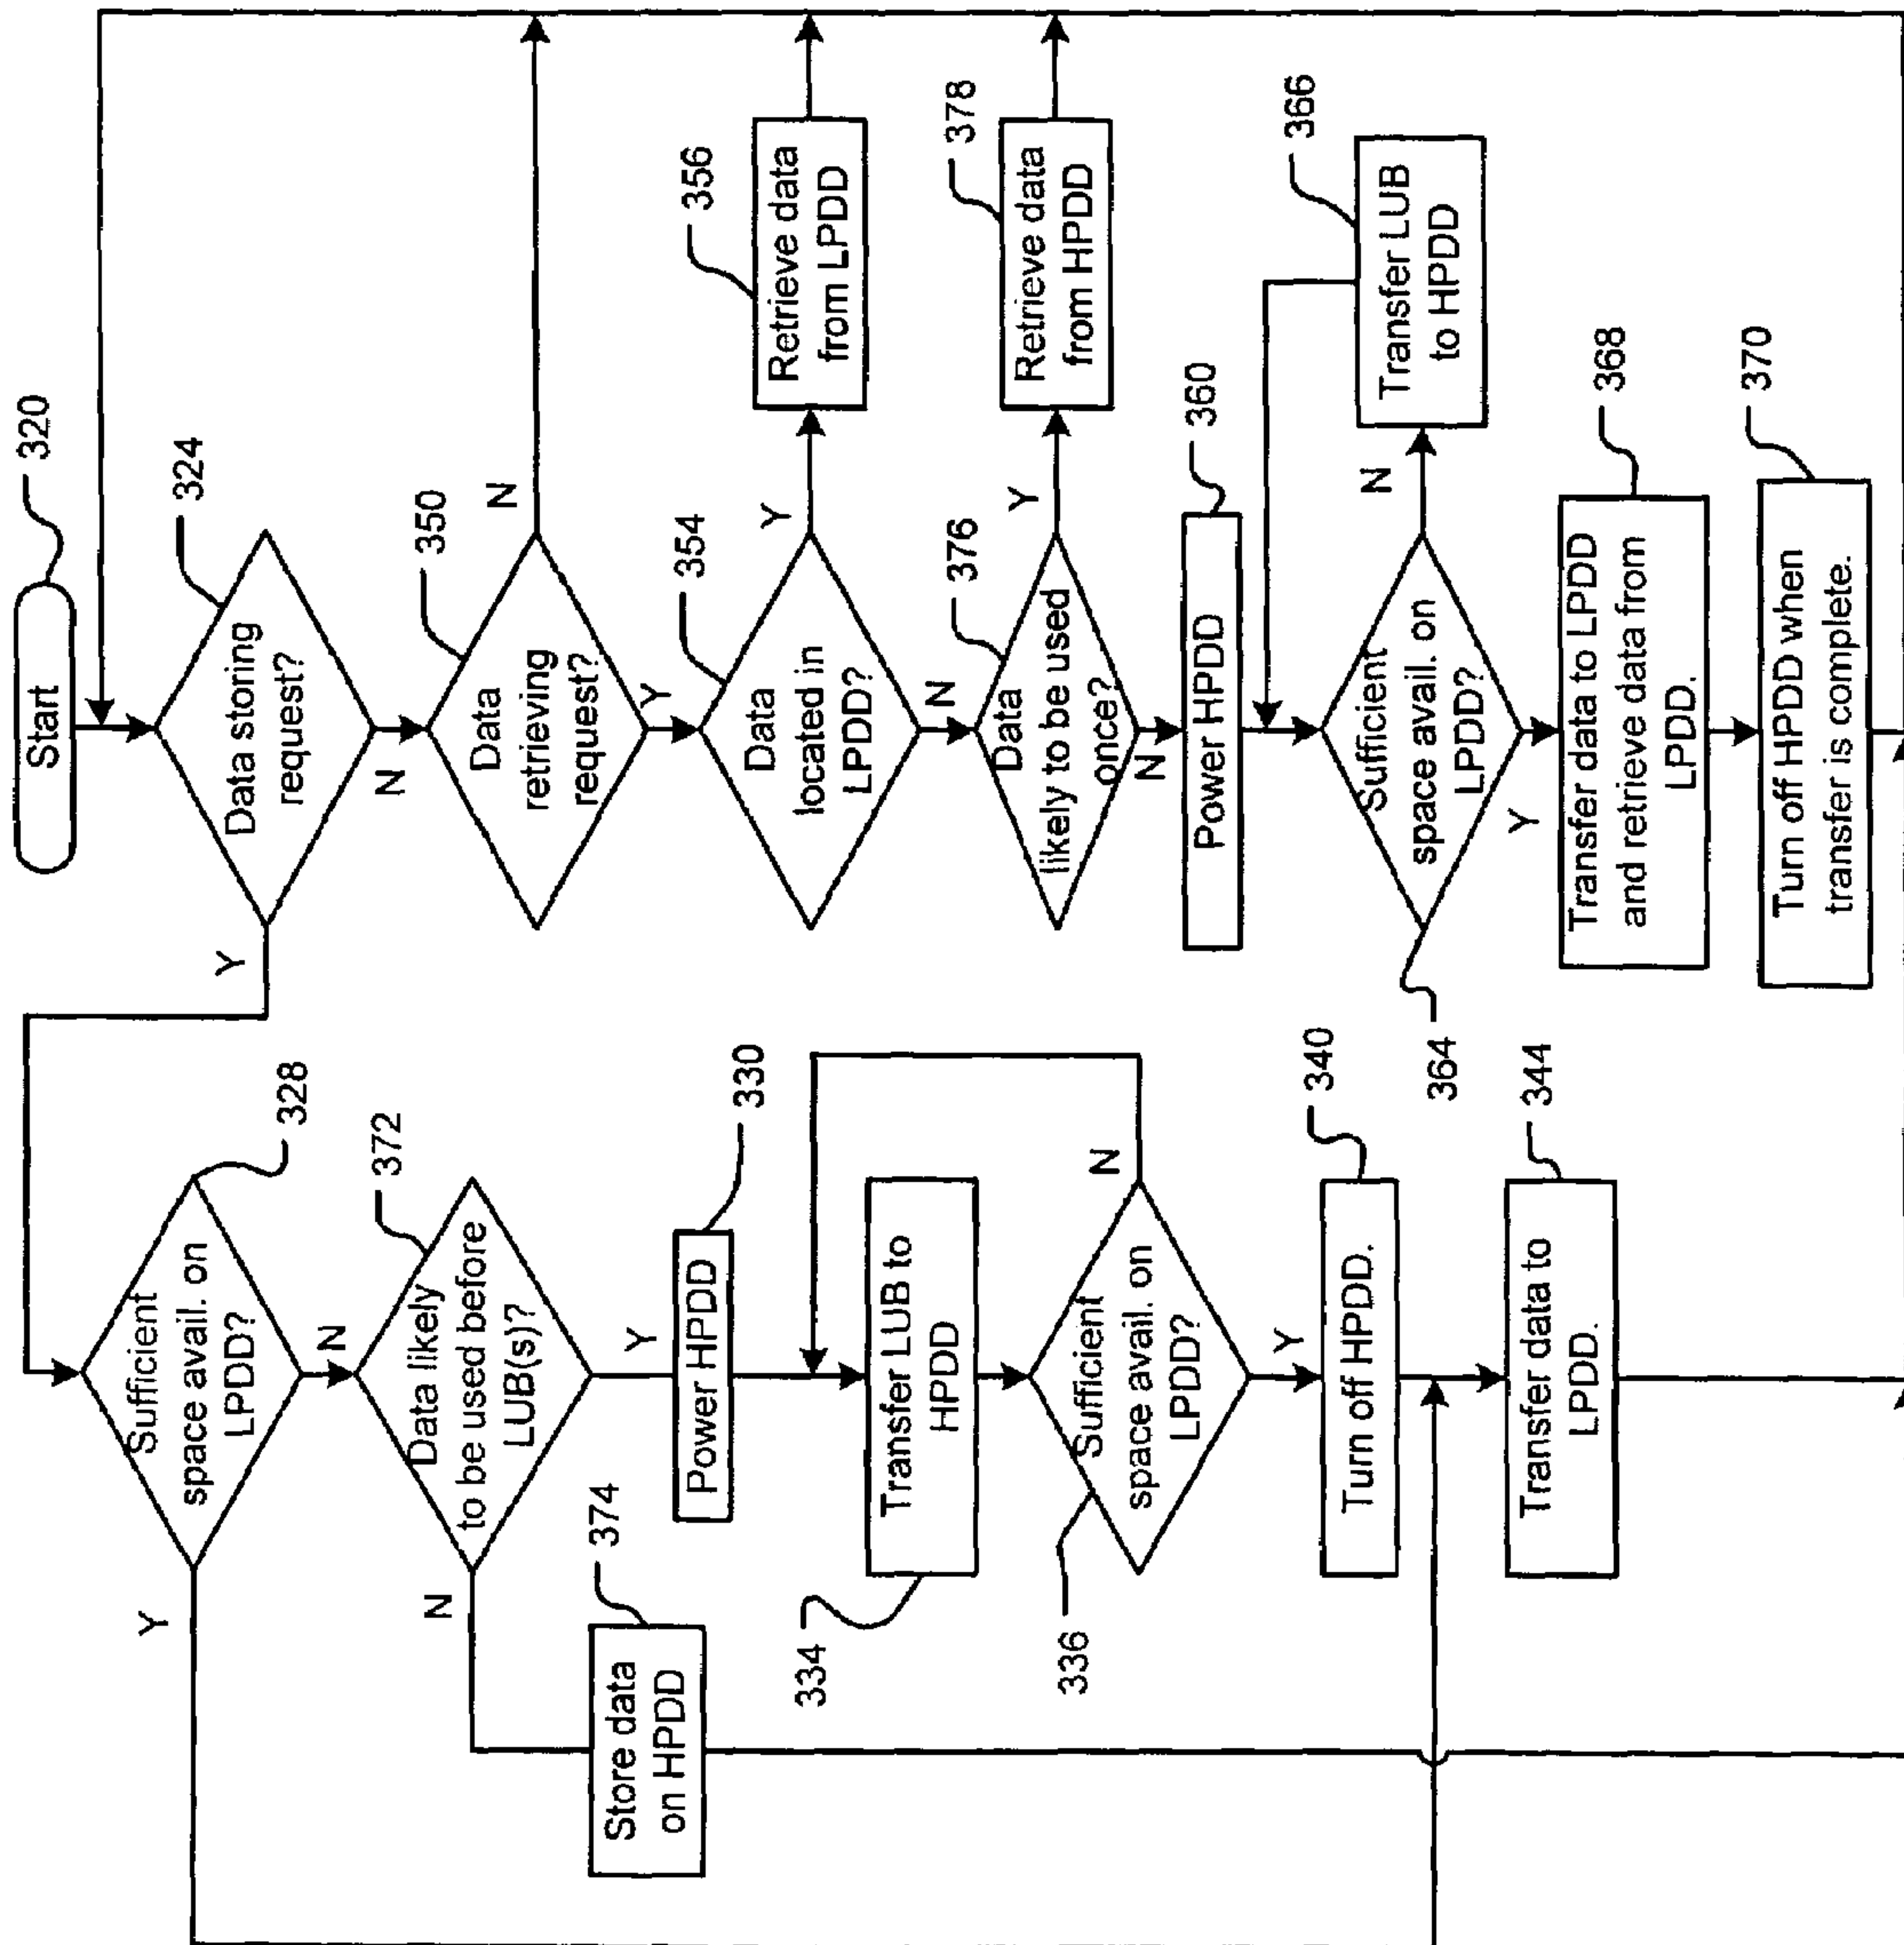 Start
320
Data storing
request?
324
Y
N
Data
retrieving
request?
350
N
Y
Data
located in
LPDD?
354
Y
N
Retrieve data
from LPDD
356
Data
likely to be used
once?
376
Y
N
Retrieve data
from HPDD
378
Power HPDD
360
Sufficient
space avail. on
LPDD?
364
N
Y
Transfer LUB
to HPDD
366
Transfer data to LPDD
and retrieve data from
LPDD.
368
Turn off HPDD when
transfer is complete.
370
Sufficient
space avail. on
LPDD?
328
Y
N
Data likely
to be used before
LUB(s)?
372
N
Y
Store data
on HPDD
374
Power HPDD
330
Transfer LUB to
HPDD
334
Sufficient
space avail. on
LPDD?
336
N
Y
Turn off HPDD.
340
Transfer data to
LPDD.
344